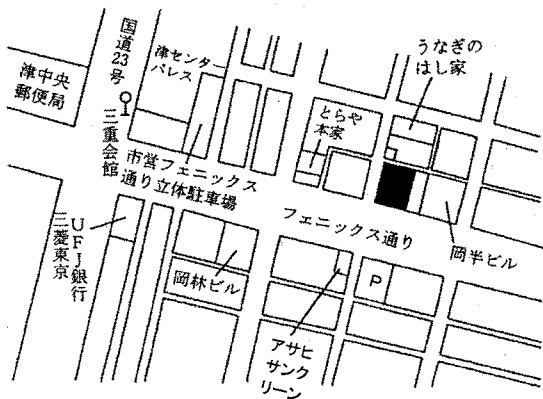 国道23号
津中央
郵便局
三重会館
津センター
パレス
市営フェニックス
通り立体駐車場
とらや
本家
うなぎの
はし家
フェニックス通り
岡半ビル
UFJ銀行
三菱東京
岡林ビル
アサヒ
サンク
リーン
P